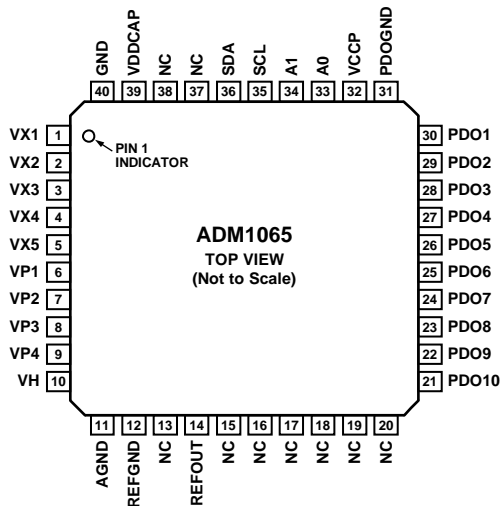 GND VDDCAP NC NC SDA SCL A1 A0 VCCP PDOGND
40 39 38 37 36 35 34 33 32 31
VX1 1
VX2 2
VX3 3
VX4 4
VX5 5
VP1 6
VP2 7
VP3 8
VP4 9
VH 10
PIN 1
INDICATOR
ADM1065
TOP VIEW
(Not to Scale)
30 PDO1
29 PDO2
28 PDO3
27 PDO4
26 PDO5
25 PDO6
24 PDO7
23 PDO8
22 PDO9
21 PDO10
11 12 13 14 15 16 17 18 19 20
AGND REFGND NC REFOUT NC NC NC NC NC NC